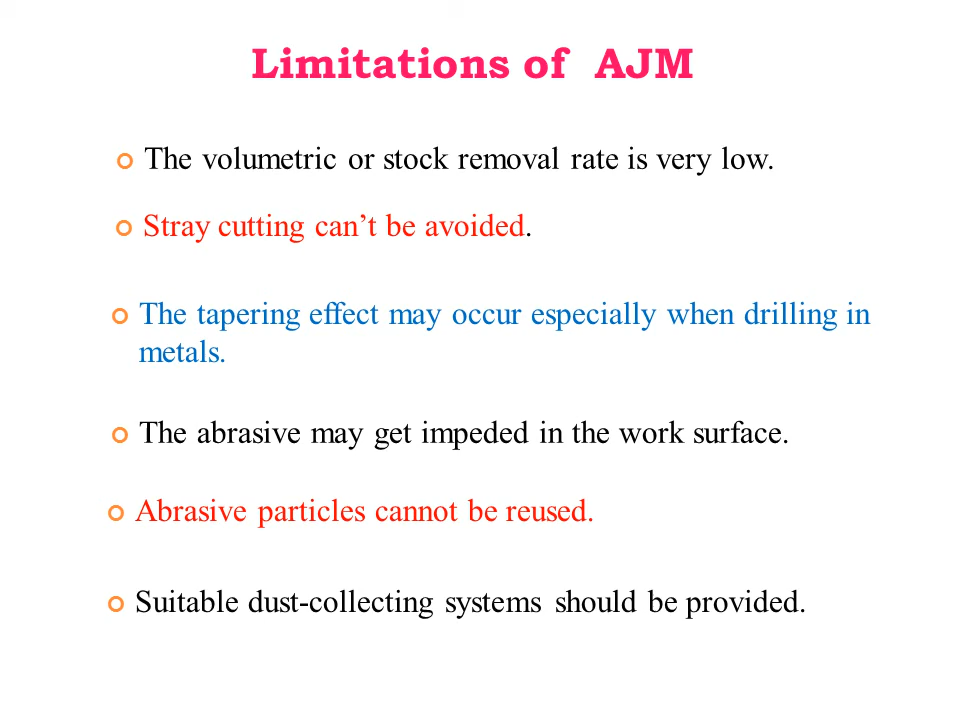 Limitations of AJM
The volumetric or stock removal rate is very low.
Stray cutting can’t be avoided.
The tapering effect may occur especially when drilling in
metals.
The abrasive may get impeded in the work surface.
Abrasive particles cannot be reused.
Suitable dust-collecting systems should be provided.